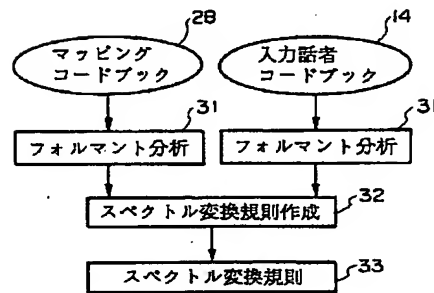 28
14
マッピング
コードブック
入力話者
コードブック
31
31
フォルマント分析
フォルマント分析
スペクトル変換規則作成
32
スペクトル変換規則
33